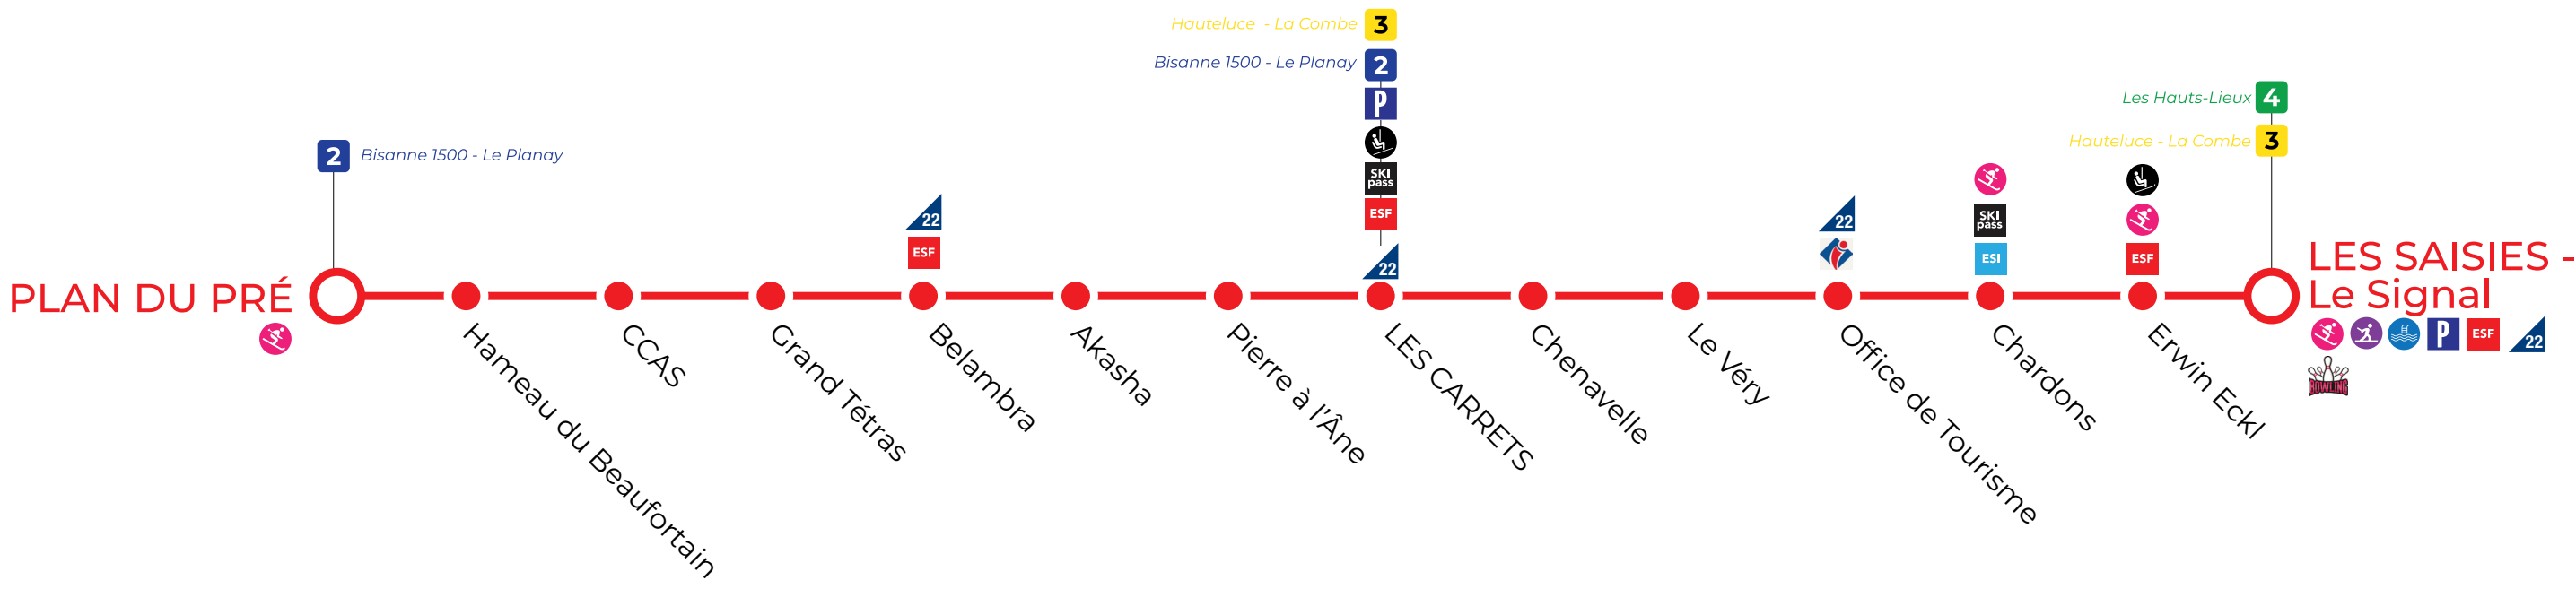 Hauteluce - La Combe 3
Bisanne 1500 - Le Planay 2
P
SKI
pass
ESF
22
Les Hauts-Lieux 4
Hauteluce - La Combe 3
2 Bisanne 1500 - Le Planay
22
ESF
22
SKI
pass
ESI
ESF
PLAN DU PRÉ
Hameau du Beaufortain
CCAS
Grand Tétras
Belambra
Akasha
Pierre à l'Âne
LES CARRETS
Chenavelle
Le Véry
Office de Tourisme
Chardons
Erwin Eckl
LES SAISIES -
Le Signal
P ESF 22
BOWLING